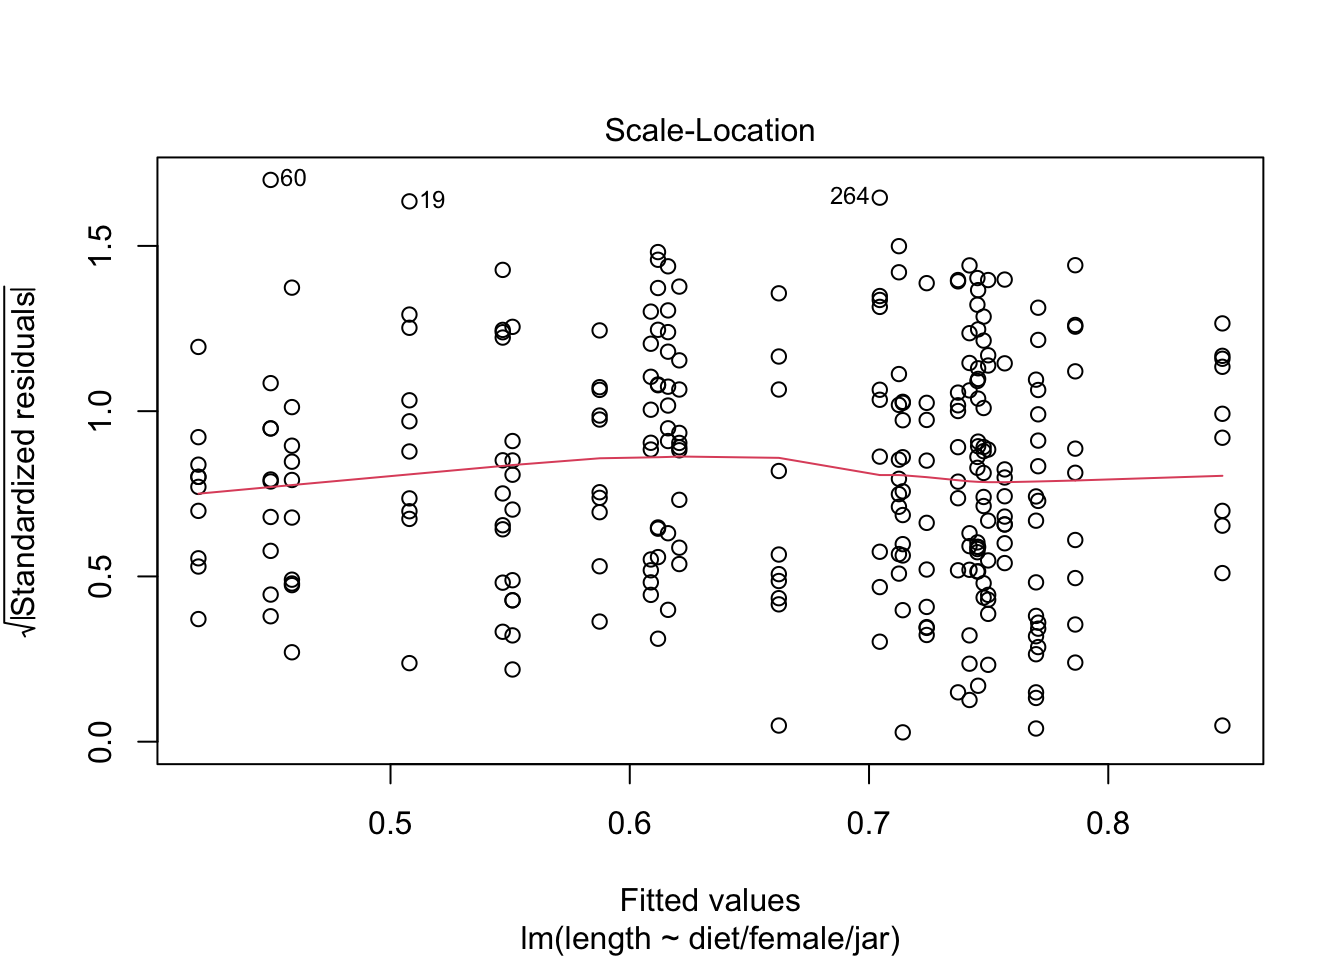 Scale-Location
60
19
264
√|Standardized residuals|
1.5
1.0
0.5
0.0
0.5
0.6
0.7
0.8
Fitted values
lm(length ~ diet/female/jar)